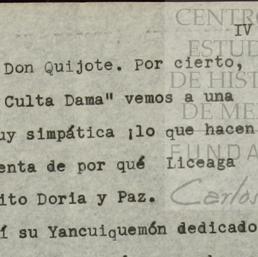 CENTRO
IV
ESTUD
Don Quijote. Por cierto,
DE HIST
Culta Dama" vemos a una
DE ME
uy simpática ¡lo que hacen
FUNDA
enta de por qué Liceaga
ito Doria y Paz.
Carlos
í su Yancuiquemón dedicado